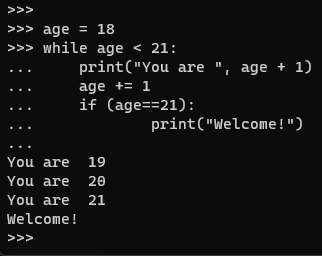 >>>
>>> age = 18
>>> while age < 21:
...     print("You are ", age + 1)
...     age += 1
...     if (age==21):
...             print("Welcome!")
...
You are  19
You are  20
You are  21
Welcome!
>>>